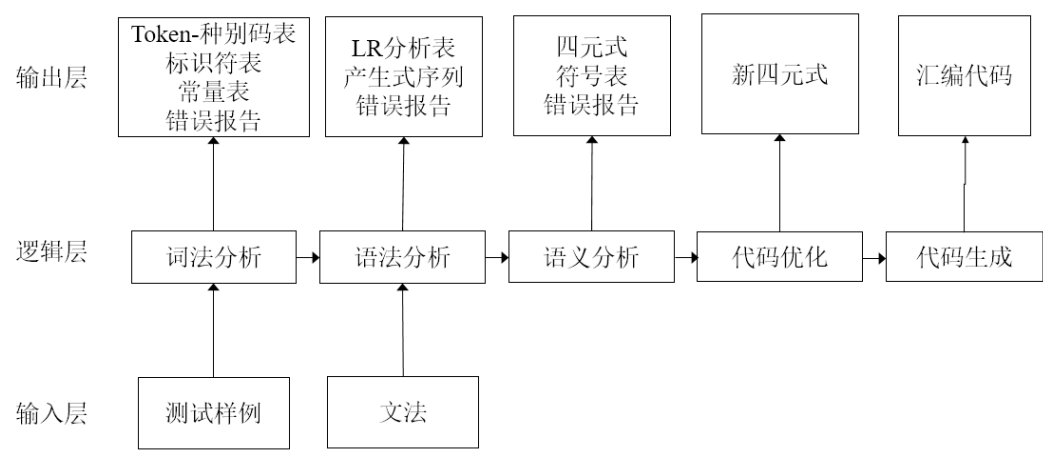 输出层
Token-种别码表
标识符表
常量表
错误报告
LR分析表
产生式序列
错误报告
四元式
符号表
错误报告
新四元式
汇编代码
逻辑层
词法分析
语法分析
语义分析
代码优化
代码生成
输入层
测试样例
文法